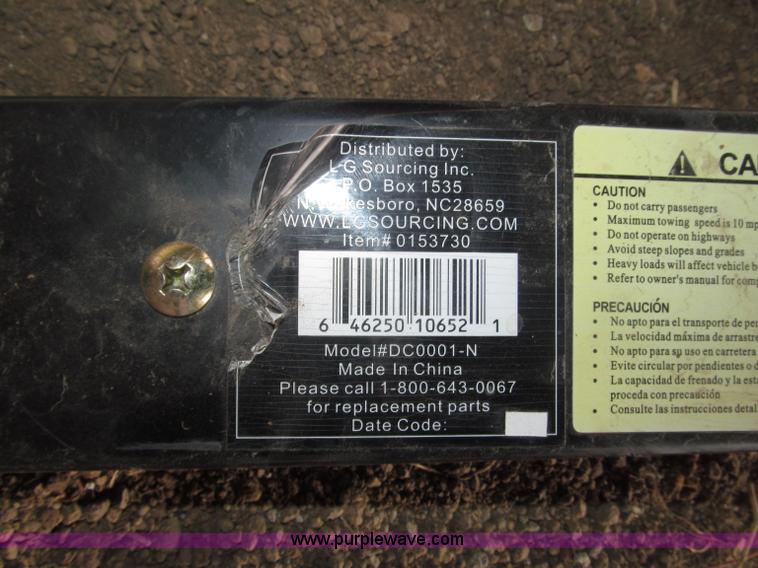 Distributed by:
LG Sourcing Inc.
P.O. Box 1535
N. kesboro, NC28659
WWW.LGSOURCING.COM
Item# 0153730
6 46250 10652 1
Model#DC0001-N
Made In China
Please call 1-800-643-0067
for replacement parts
Date Code:
CA
CAUTION
• Do not carry passengers
• Maximum towing speed is 10 mp
Do not operate on highways
• Avoid steep slopes and grades
• Heavy loads will affect vehicle b
• Refer to owner's manual for comp
PRECAUCIÓN
• No apto para el transporte de per
• La velocidad máxima de arrastre
• No apto para su uso en carretera
• Evite circular por pendientes o d
• La capacidad de frenado y la esta
proceda con precaución
• Consulte las instrucciones detal
www.purplewave.com